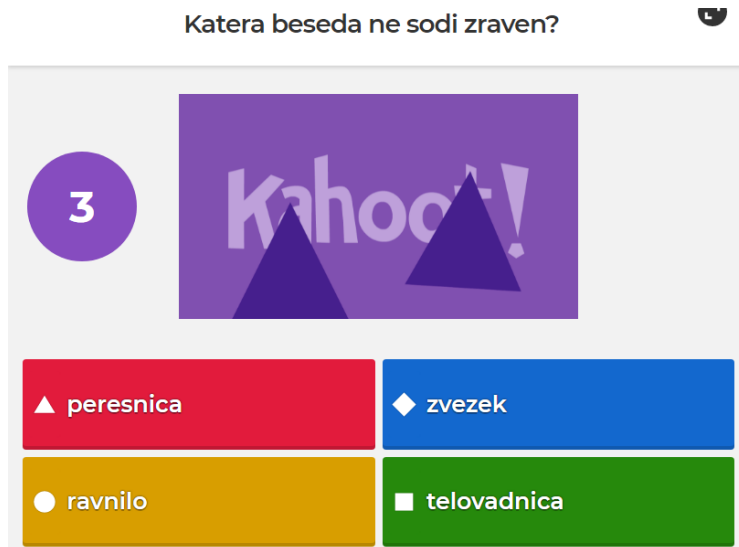 Katera beseda ne sodi zraven?
3
Kahoot!
peresnica
zvezek
ravnilo
telovadnica